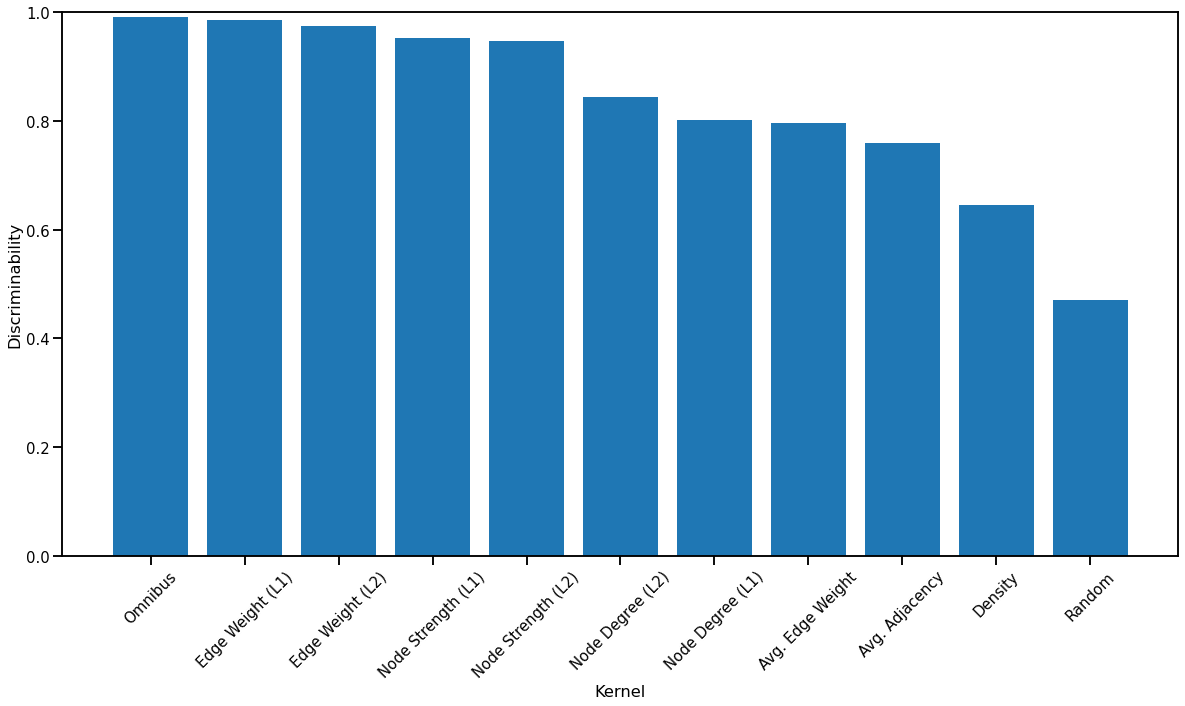 1.0
0.8
0.6
0.4
0.2
0.0
Discriminability
Omnibus
Edge Weight (L1)
Edge Weight (L2)
Node Strength (L1)
Node Strength (L2)
Node Degree (L2)
Node Degree (L1)
Avg. Edge Weight
Avg. Adjacency
Density
Random
Kernel